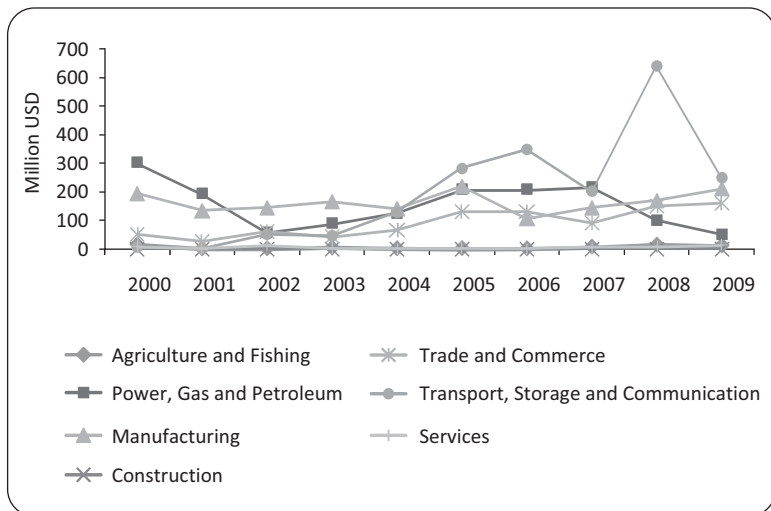 700
600
500
400
300
200
100
0
Million USD
2000 2001 2002 2003 2004 2005 2006 2007 2008 2009
Agriculture and Fishing Trade and Commerce
Power, Gas and Petroleum Transport, Storage and Communication
Manufacturing Services
Construction